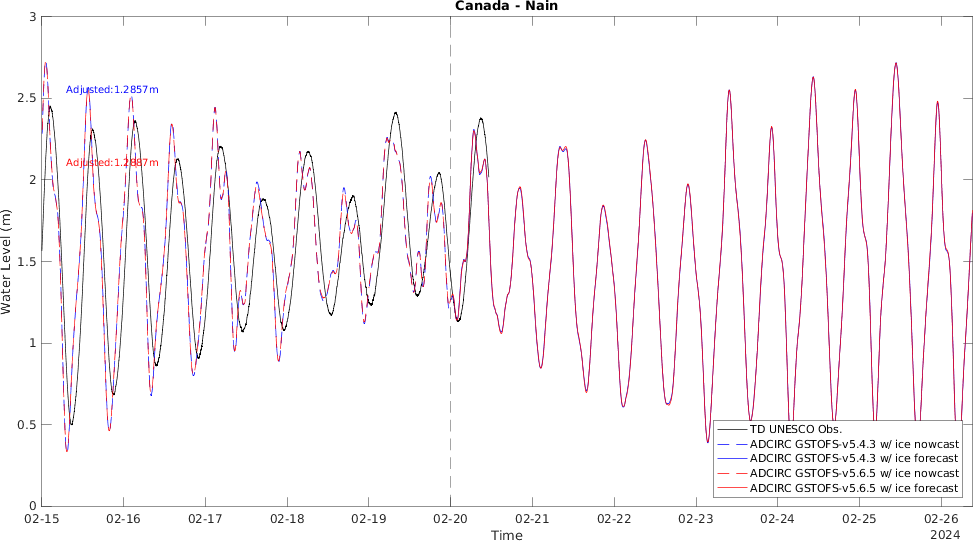 Canada - Nain
3
2.5
2
1.5
1
0.5
0
Water Level (m)
Adjusted:1.2857m
Adjusted:1.2887m
TD UNESCO Obs.
ADCIRC GSTOFS-v5.4.3 w/ ice nowcast
ADCIRC GSTOFS-v5.4.3 w/ ice forecast
ADCIRC GSTOFS-v5.6.5 w/ ice nowcast
ADCIRC GSTOFS-v5.6.5 w/ ice forecast
02-15 02-16 02-17 02-18 02-19 02-20 02-21 02-22 02-23 02-24 02-25 02-26
Time
2024